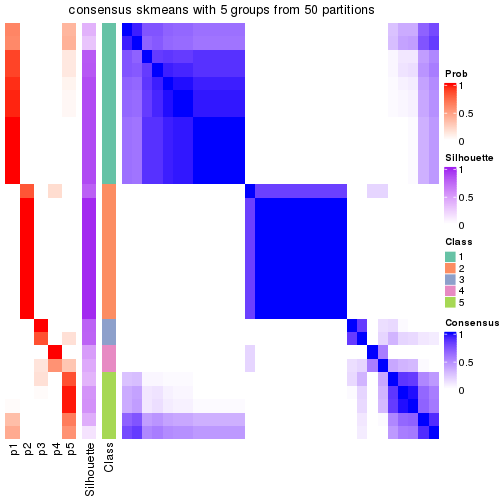 consensus skmeans with 5 groups from 50 partitions
Prob
1
0.5
0
Silhouette
1
0.5
0
Class
1
2
3
4
5
Consensus
1
0.5
0
p1
p2
p3
p4
p5
Silhouette
Class